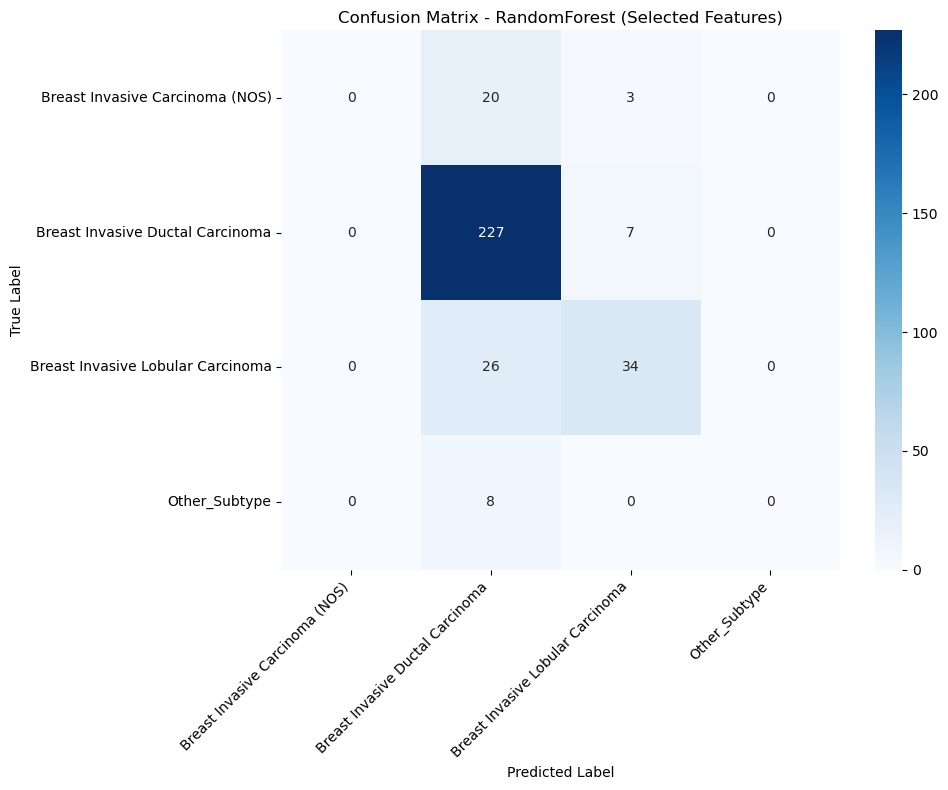 Confusion Matrix - RandomForest (Selected Features)
Breast Invasive Carcinoma (NOS)
0 20 3 0
Breast Invasive Ductal Carcinoma
0 227 7 0
Breast Invasive Lobular Carcinoma
0 26 34 0
Other_Subtype
0 8 0 0
True Label
Breast Invasive Carcinoma (NOS)
Breast Invasive Ductal Carcinoma
Breast Invasive Lobular Carcinoma
Other_Subtype
Predicted Label
200
150
100
50
0